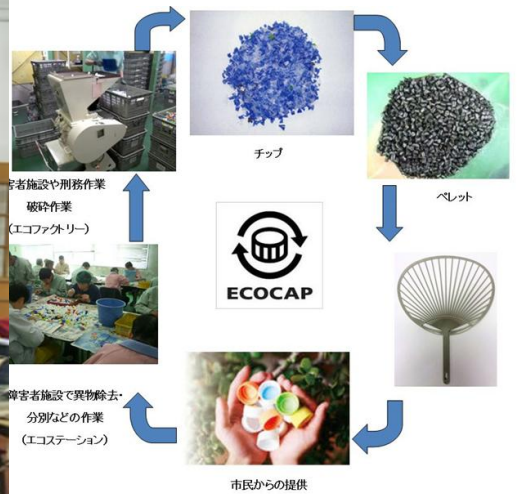 チップ
ペレット
害者施設や刑務作業
破砕作業
(エコファクトリー)
ECOCAP
障害者施設で異物除去・
分別などの作業
(エコステーション)
市民からの提供